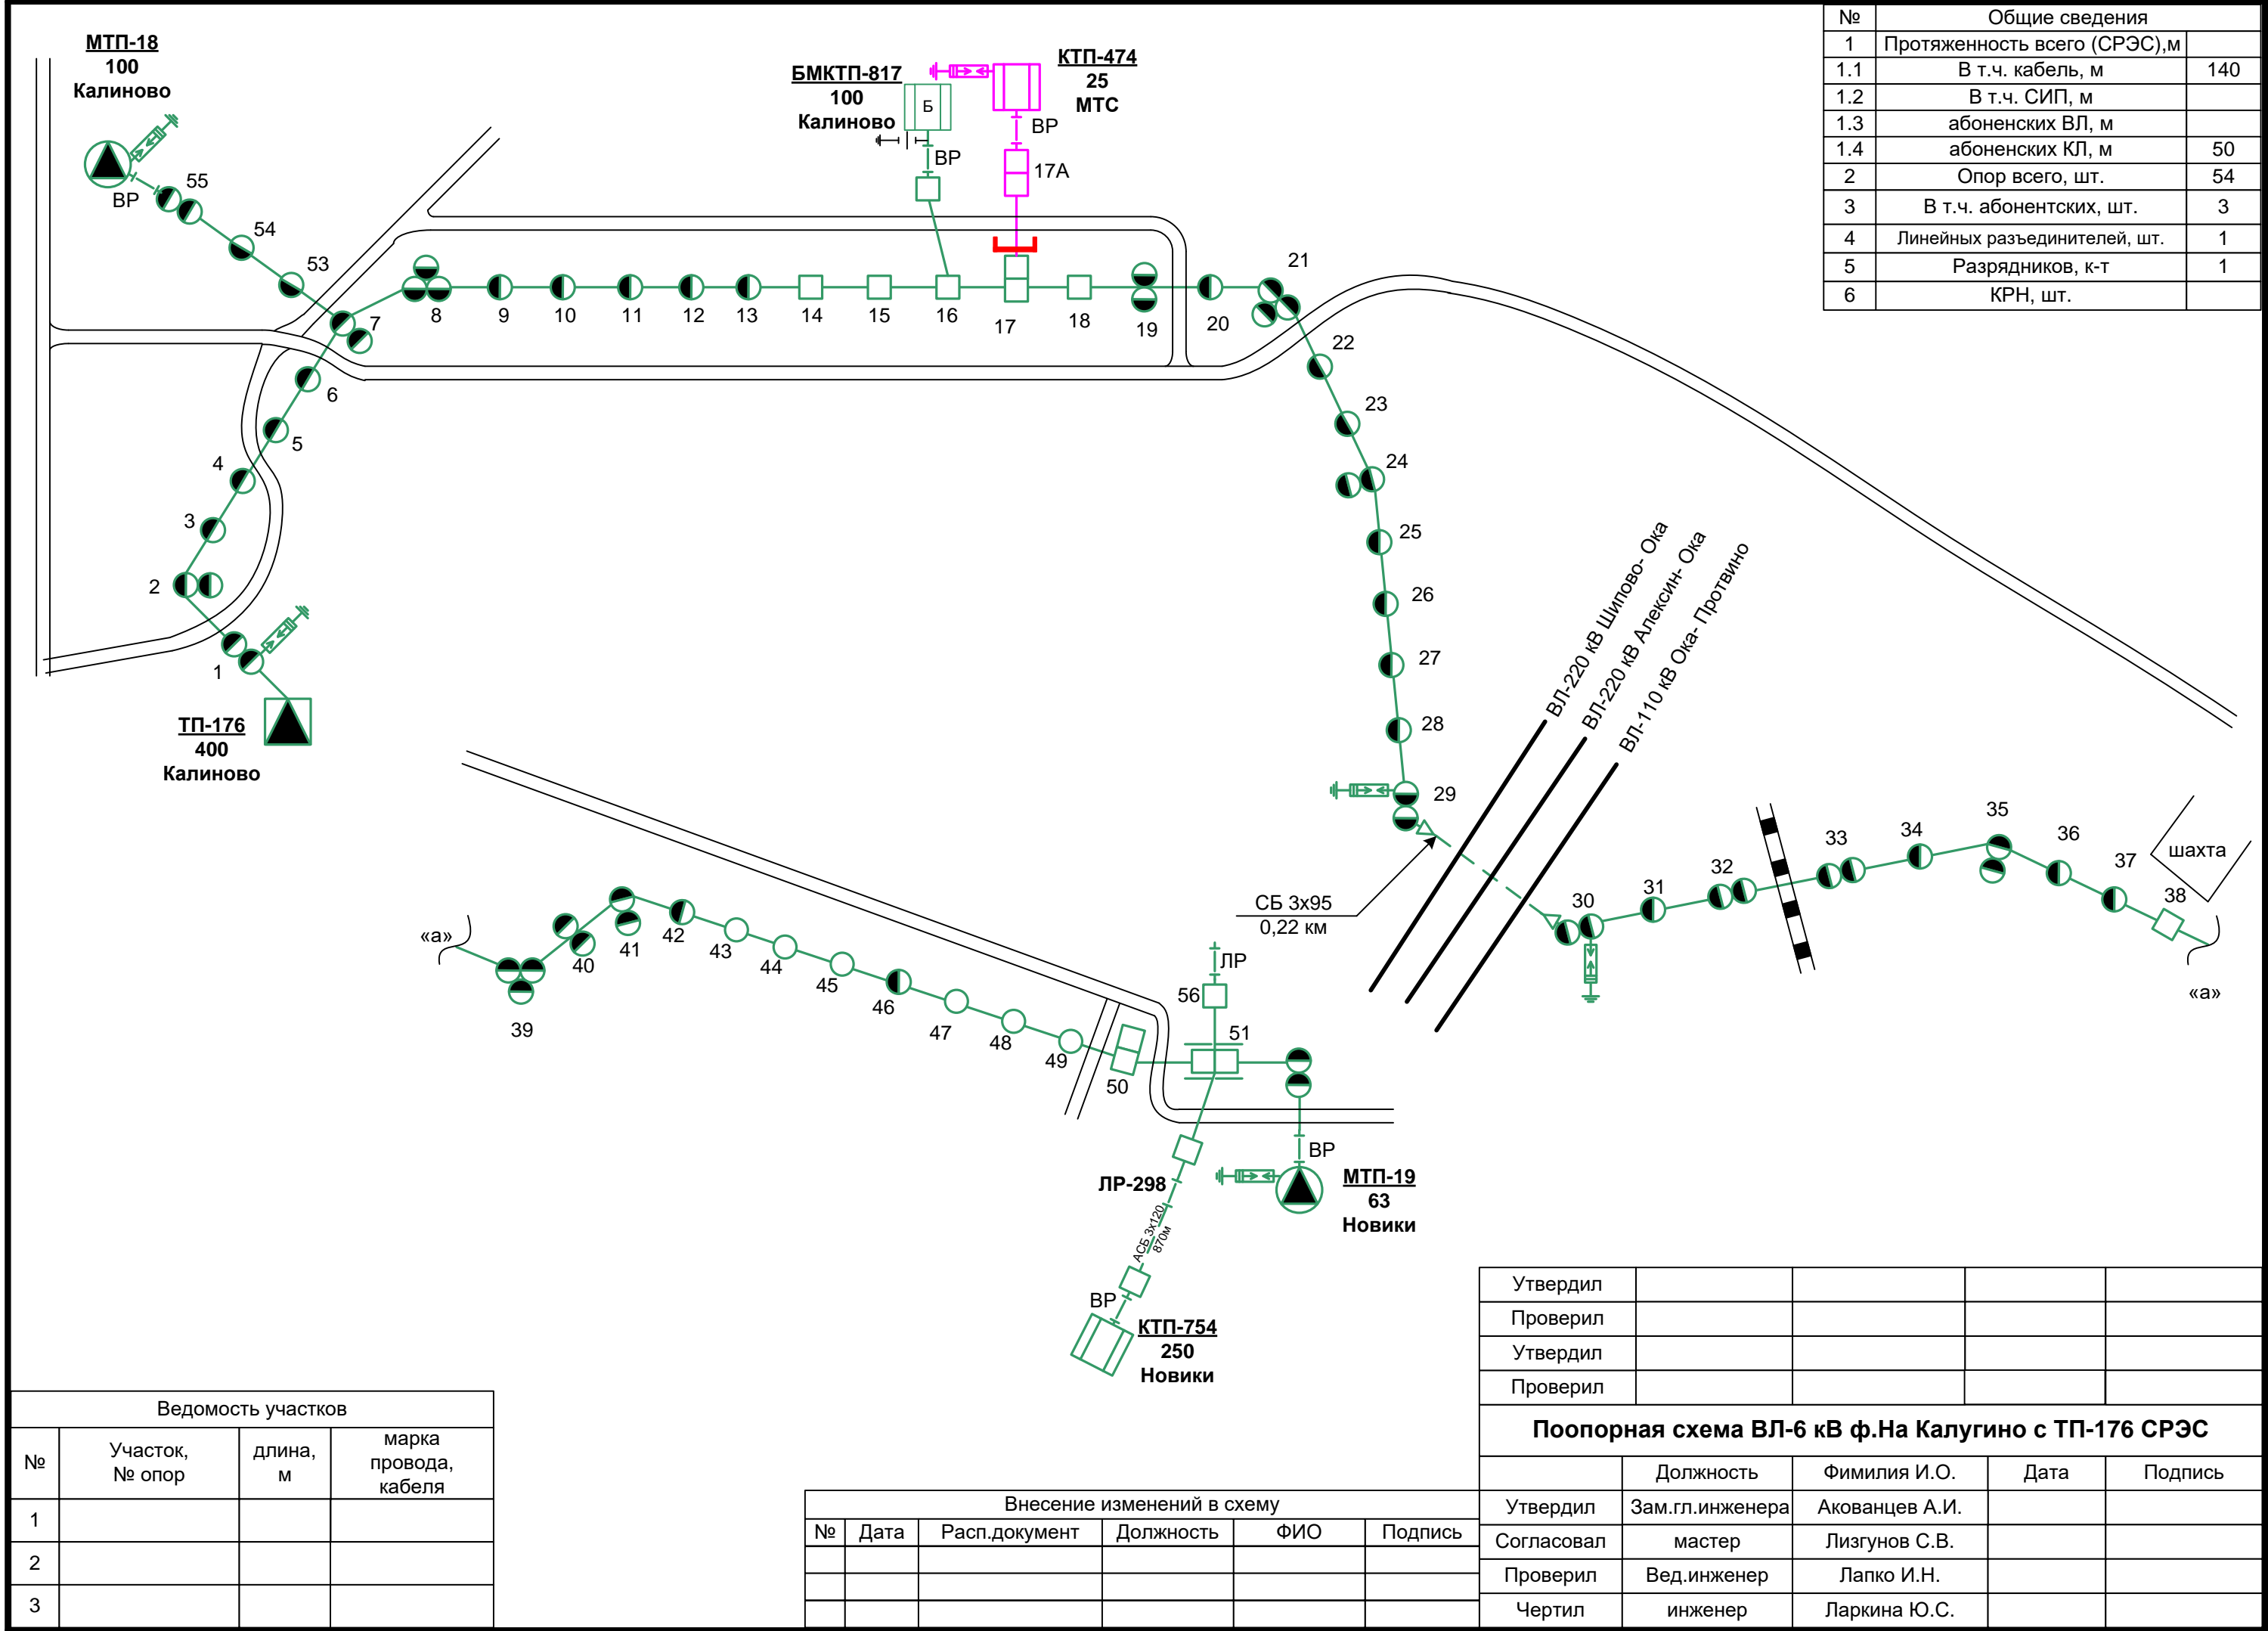 МТП-18
100
Калиново
БМКТП-817
100
Калиново
Б
КТП-474
25
МТС
№ Общие сведения
1 Протяженность всего (СРЭС),м
1.1 В т.ч. кабель, м 140
1.2 В т.ч. СИП, м
1.3 абоненских ВЛ, м
1.4 абоненских КЛ, м 50
2 Опор всего, шт. 54
3 В т.ч. абонентских, шт. 3
4 Линейных разъединителей, шт. 1
5 Разрядников, к-т 1
6 КРН, шт.
ВР
ВР
17А
ВР
55
54
53
7
8
9
10
11
12
13
14
15
16
17
18
19
20
21
22
6
5
4
3
2
1
23
24
25
26
27
28
29
ТП-176
400
Калиново
ВЛ-220 кВ Шипово- Ока
ВЛ-220 кВ Алексин- Ока
ВЛ-110 кВ Ока- Протвино
СБ 3х95
0,22 км
30
31
32
33
34
35
36
37
38
шахта
«а»
«а»
39
40
41
42
43
44
45
46
47
48
49
50
51
56
ЛР
ВР
ЛР-298
МТП-19
63
Новики
АСБ 3х120
870м
ВР
КТП-754
250
Новики
Ведомость участков
№ Участок, № опор длина, м марка провода, кабеля
1
2
3
Внесение изменений в схему
№ Дата Расп.документ Должность ФИО Подпись
Утвердил
Проверил
Утвердил
Проверил
Поопорная схема ВЛ-6 кВ ф.На Калугино с ТП-176 СРЭС
Должность Фимилия И.О. Дата Подпись
Утвердил Зам.гл.инженера Акованцев А.И.
Согласовал мастер Лизгунов С.В.
Проверил Вед.инженер Лапко И.Н.
Чертил инженер Ларкина Ю.С.